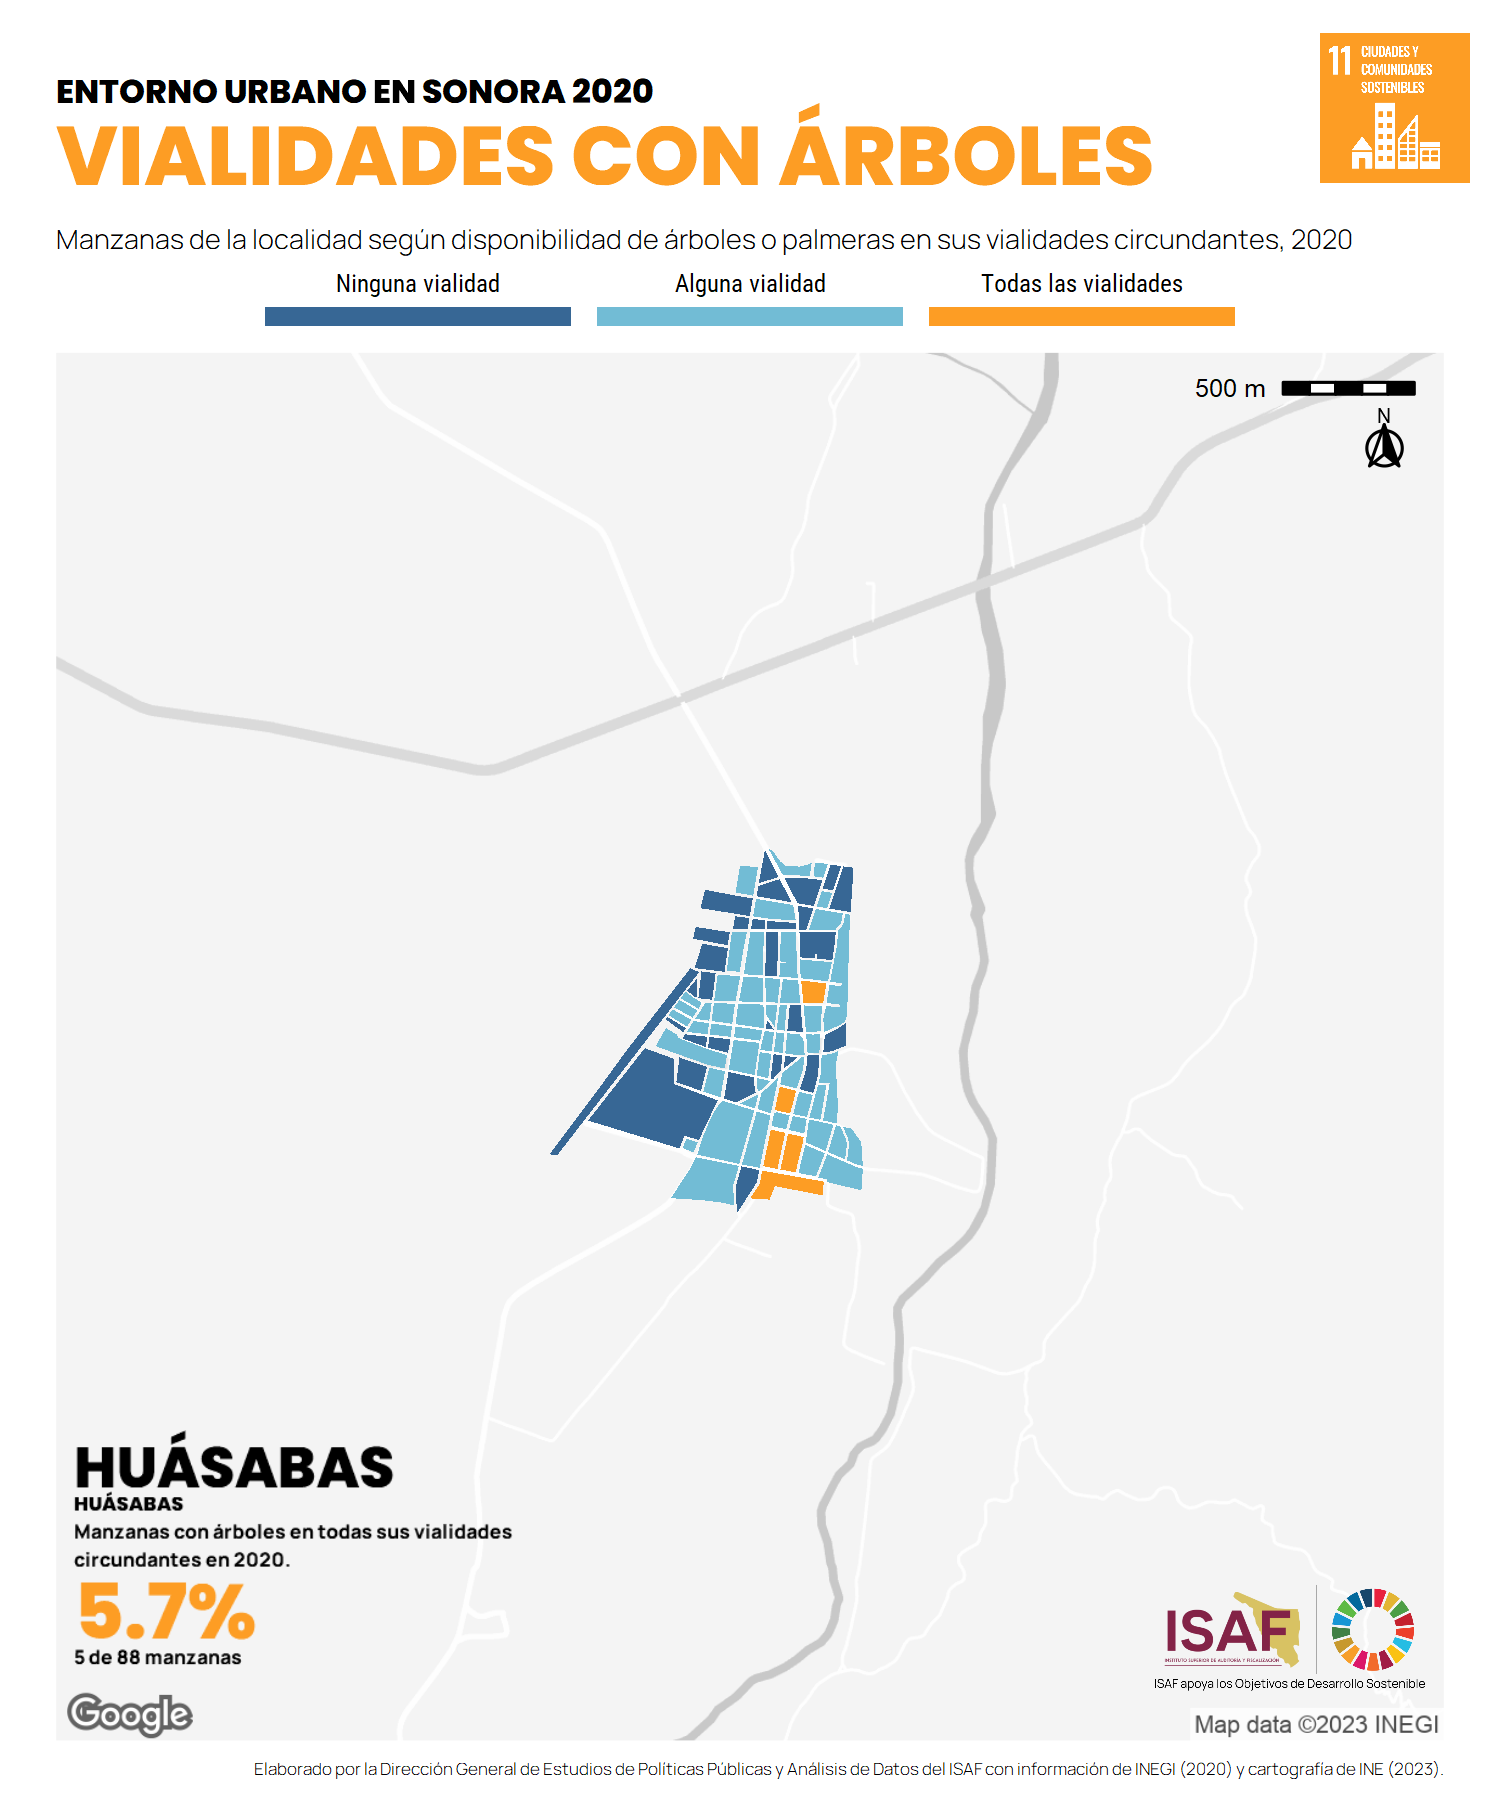 ENTORNO URBANO EN SONORA 2020
VIALIDADES CON ÁRBOLES
11 CIUDADES Y
COMUNIDADES
SOSTENIBLES
Manzanas de la localidad según disponibilidad de árboles o palmeras en sus vialidades circundantes, 2020
Ninguna vialidad Alguna vialidad Todas las vialidades
500 m
N
HUÁSABAS
HUÁSABAS
Manzanas con árboles en todas sus vialidades
circundantes en 2020.
5.7%
5 de 88 manzanas
ISAF
INSTITUTO SUPERIOR DE AUDITORÍA Y FISCALIZACIÓN
ISAF apoya los Objetivos de Desarrollo Sostenible
Google
Map data ©2023 INEGI
Elaborado por la Dirección General de Estudios de Políticas Públicas y Análisis de Datos del ISAF con información de INEGI (2020) y cartografía de INE (2023).